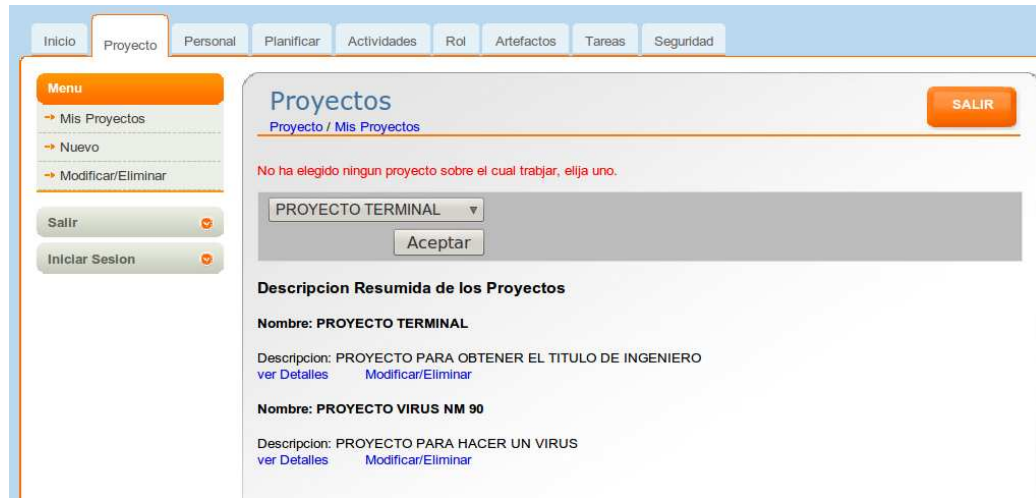 Inicio Proyecto Personal Planificar Actividades Rol Artefactos Tareas Seguridad
Menu
Mis Proyectos
Nuevo
Modificar/Eliminar
Salir
Iniciar Sesion
Proyectos
SALIR
Proyecto / Mis Proyectos
No ha elegido ningun proyecto sobre el cual trabjar, elija uno.
PROYECTO TERMINAL
Aceptar
Descripcion Resumida de los Proyectos
Nombre: PROYECTO TERMINAL
Descripcion: PROYECTO PARA OBTENER EL TITULO DE INGENIERO
ver Detalles Modificar/Eliminar
Nombre: PROYECTO VIRUS NM 90
Descripcion: PROYECTO PARA HACER UN VIRUS
ver Detalles Modificar/Eliminar